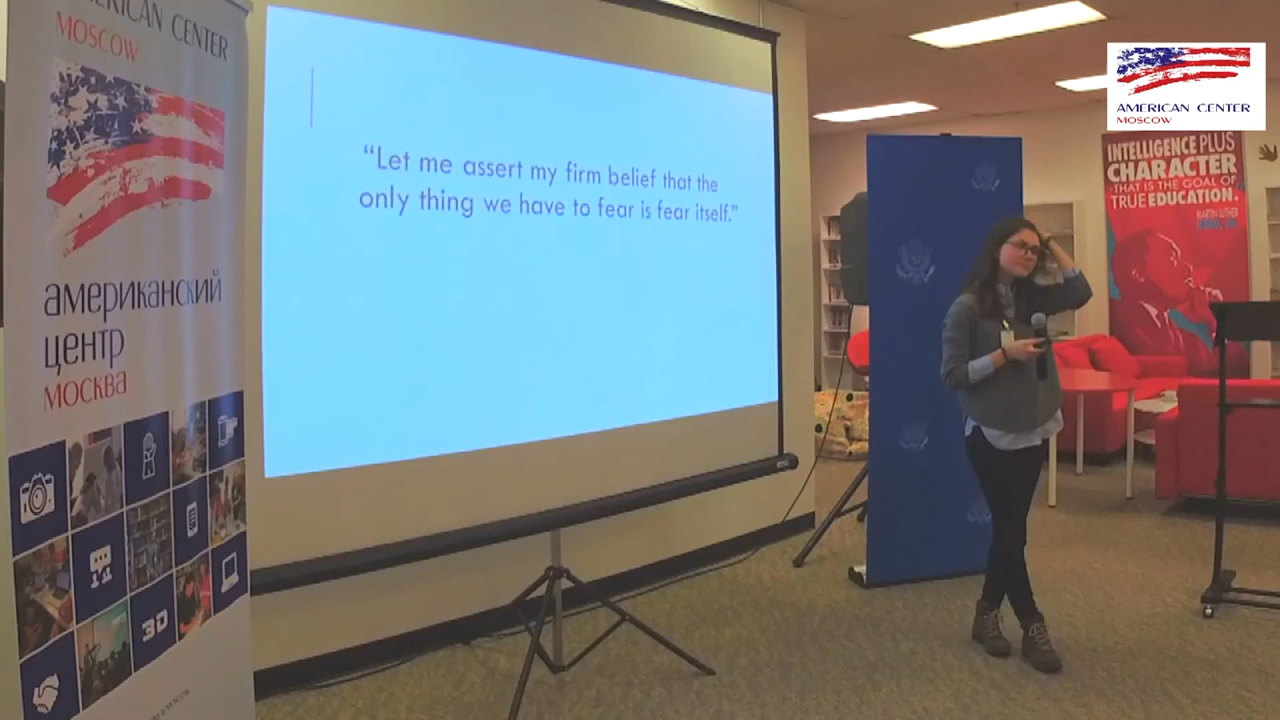 AMERICAN CENTER
MOSCOW
американский
центр
москва
3D
“Let me assert my firm belief that the
only thing we have to fear is fear itself.”
AMERICAN CENTER
MOSCOW
INTELLIGENCE PLUS
CHARACTER
-THAT IS THE GOAL OF
TRUE EDUCATION.
MARTIN LUTHER
KING, JR.